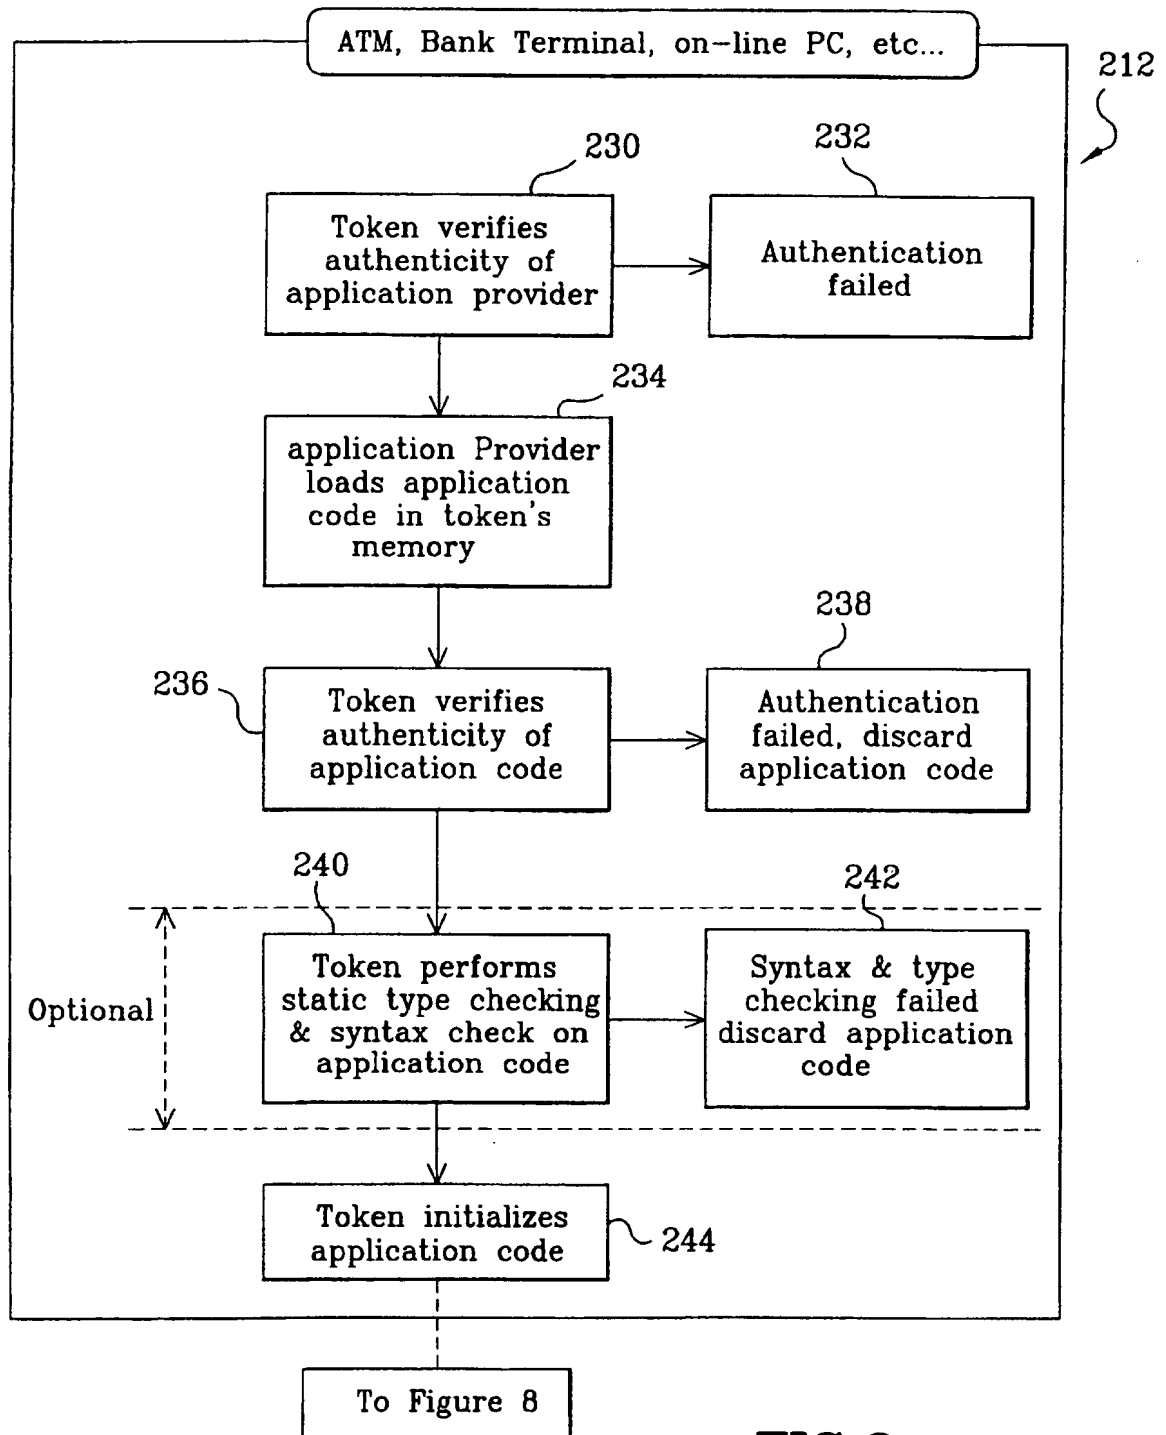 ATM, Bank Terminal, on-line PC, etc...
212
230
232
Token verifies
authenticity of
application provider
Authentication
failed
234
application Provider
loads application
code in token's
memory
236
238
Token verifies
authenticity of
application code
Authentication
failed, discard
application code
240
242
Optional
Token performs
static type checking
& syntax check on
application code
Syntax & type
checking failed
discard application
code
Token initializes
application code
244
To Figure 8